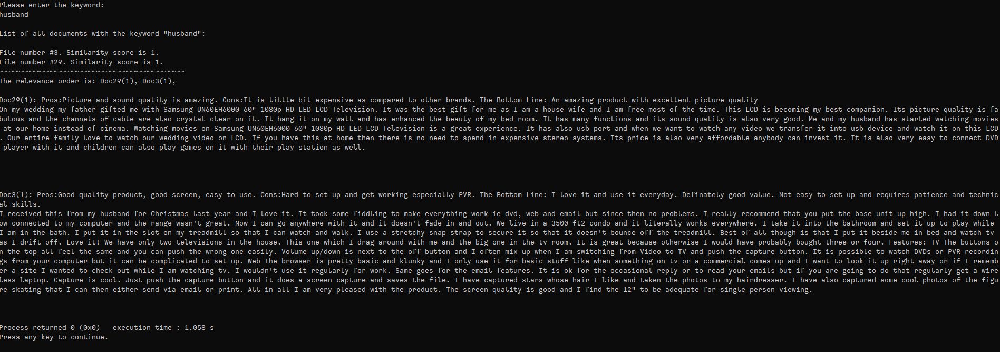 Please enter the keyword:
husband
List of all documents with the keyword "husband":
File number #3. Similarity score is 1.
File number #29. Similarity score is 1.
~~~~~~~~~~~~~~~~~~~~~~~~~~~~~~~~~~~~~~~~~~~~
The relevance order is: Doc29(1), Doc3(1),
Doc29(1): Pros:Picture and sound quality is amazing. Cons:It is little bit expensive as compared to other brands. The Bottom Line: An amazing product with excellent picture quality
On my wedding my father gifted me with Samsung UN60EH6000 60" 1080p HD LED LCD Television. It was the best gift for me as I am a house wife and I am free most of the time. This LCD is becoming my best companion. Its picture quality is fa
bulous and the channels of cable are also crystal clear on it. It hang it on my wall and has enhanced the beauty of my bed room. It has many functions and its sound quality is also very good. Me and my husband has started watching movies
at our home instead of cinema. Watching movies on Samsung UN60EH6000 60" 1080p HD LED LCD Television is a great experience. It has also usb port and when we want to watch any video we transfer it into usb device and watch it on this LCD
. Our entire family love to watch our wedding video on LCD. If you have this at home then there is no need to spend in expensive stereo systems. Its price is also very affordable anybody can invest it. It is also very easy to connect DVD
player with it and children can also play games on it with their play station as well.
Doc3(1): Pros:Good quality product, good screen, easy to use. Cons:Hard to set up and get working especially PVR. The Bottom Line: I love it and use it everyday. Definately good value. Not easy to set up and requires patience and technic
al skills.
I received this from my husband for Christmas last year and I love it. It took some fiddling to make everything work ie dvd, web and email but since then no problems. I really recommend that you put the base unit up high. I had it down l
ow connected to my computer and the range wasn't great. Now I can go anywhere with it and it doesn't fade in and out. We live in a 3500 ft2 condo and it literally works everywhere. I take it into the bathroom and set it up to play while
I am in the bath. I put it in the slot on my treadmill so that I can watch and walk. I use a stretchy snap strap to secure it so that it doesn't bounce off the treadmill. Best of all though is that I put it beside me in bed and watch tv
as I drift off. Love it! We have only two televisions in the house. This one which I drag around with me and the big one in the tv room. It is great because otherwise I would have probably bought three or four. Features: TV-The buttons o
n the top all feel the same and you can push the wrong one easily. Volume up/down is next to the off button and I often mix up when I am switching from Video to TV and push the capture button. It is possible to watch DVDs or PVR recordin
gs from your computer but it can be complicated to set up. Web-The browser is pretty basic and klunky and I only use it for basic stuff like when something on tv or a commercial comes up and I want to look it up right away or if I rememb
er a site I wanted to check out while I am watching tv. I wouldn't use it regularly for work. Same goes for the email features. It is ok for the occasional reply or to read your emails but if you are going to do that regularly get a wire
less laptop. Capture is cool. Just push the capture button and it does a screen capture and saves the file. I have captured stars whose hair I like and taken the photos to my hairdresser. I have also captured some cool photos of the figu
re skating that I can then either send via email or print. All in all I am very pleased with the product. The screen quality is good and I find the 12" to be adequate for single person viewing.
Process returned 0 (0x0)   execution time : 1.058 s
Press any key to continue.